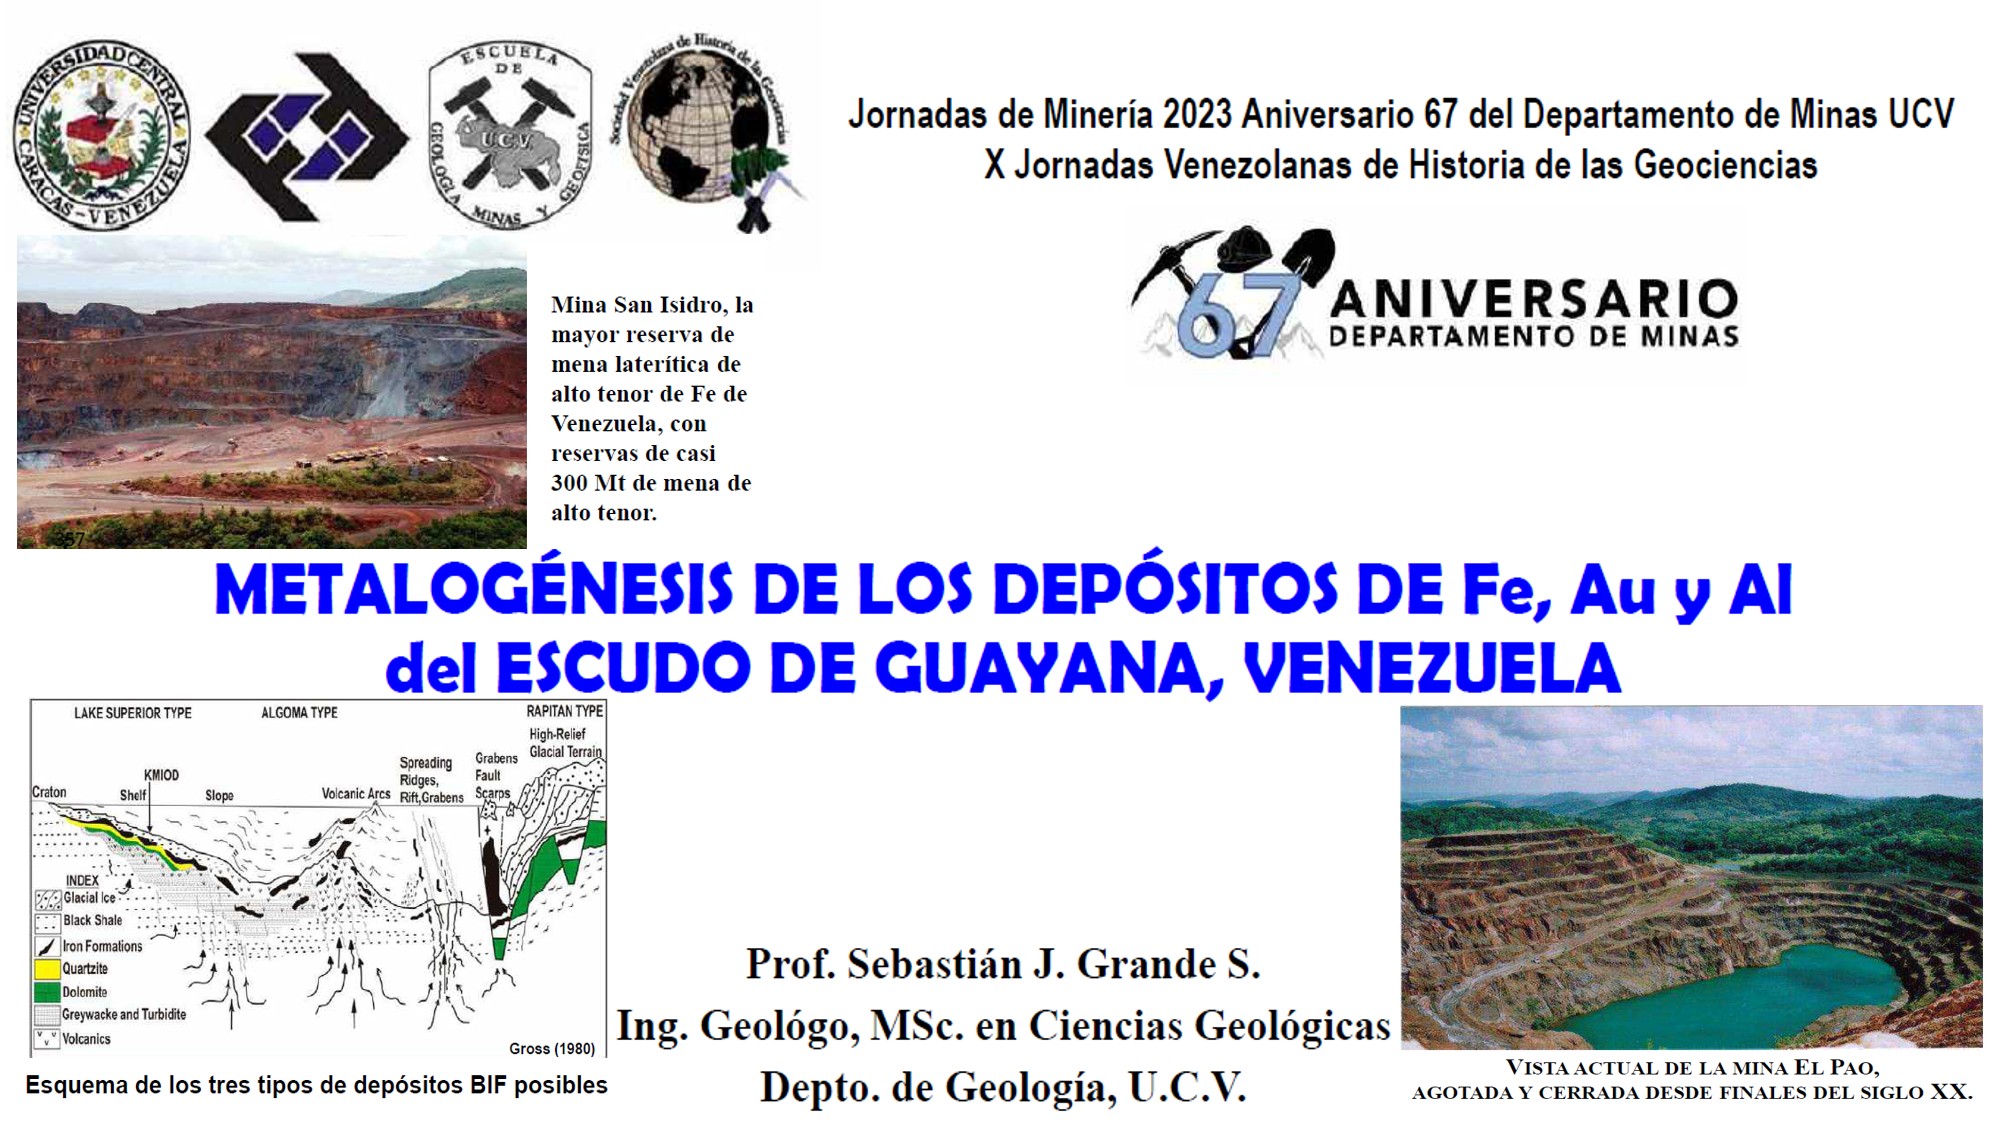 UNIVERSIDAD CENTRAL
CARACAS - VENEZUELA
ESCUELA
DE
UCV
GEOLOGÍA, MINAS Y GEOFISICA
Sociedad Venezolana de Historia de las Geociencias
Jornadas de Minería 2023 Aniversario 67 del Departamento de Minas UCV
X Jornadas Venezolanas de Historia de las Geociencias
67 ANIVERSARIO
DEPARTAMENTO DE MINAS
Mina San Isidro, la
mayor reserva de
mena laterítica de
alto tenor de Fe de
Venezuela, con
reservas de casi
300 Mt de mena de
alto tenor.
357
METALOGÉNESIS DE LOS DEPÓSITOS DE Fe, Au y Al
del ESCUDO DE GUAYANA, VENEZUELA
LAKE SUPERIOR TYPE
ALGOMA TYPE
RAPITAN TYPE
High-Relief
Glacial Terrain
Grabens
Fault
Scarps
Spreading
Ridges,
Rift,Grabens
KMIOD
Craton
Shelf
Slope
Volcanic Arcs
INDEX
Glacial Ice
Black Shale
Iron Formations
Quartzite
Dolomite
Greywacke and Turbidite
Volcanics
Gross (1980)
Esquema de los tres tipos de depósitos BIF posibles
Prof. Sebastián J. Grande S.
Ing. Geológo, MSc. en Ciencias Geológicas
Depto. de Geología, U.C.V.
VISTA ACTUAL DE LA MINA EL PAO,
AGOTADA Y CERRADA DESDE FINALES DEL SIGLO XX.